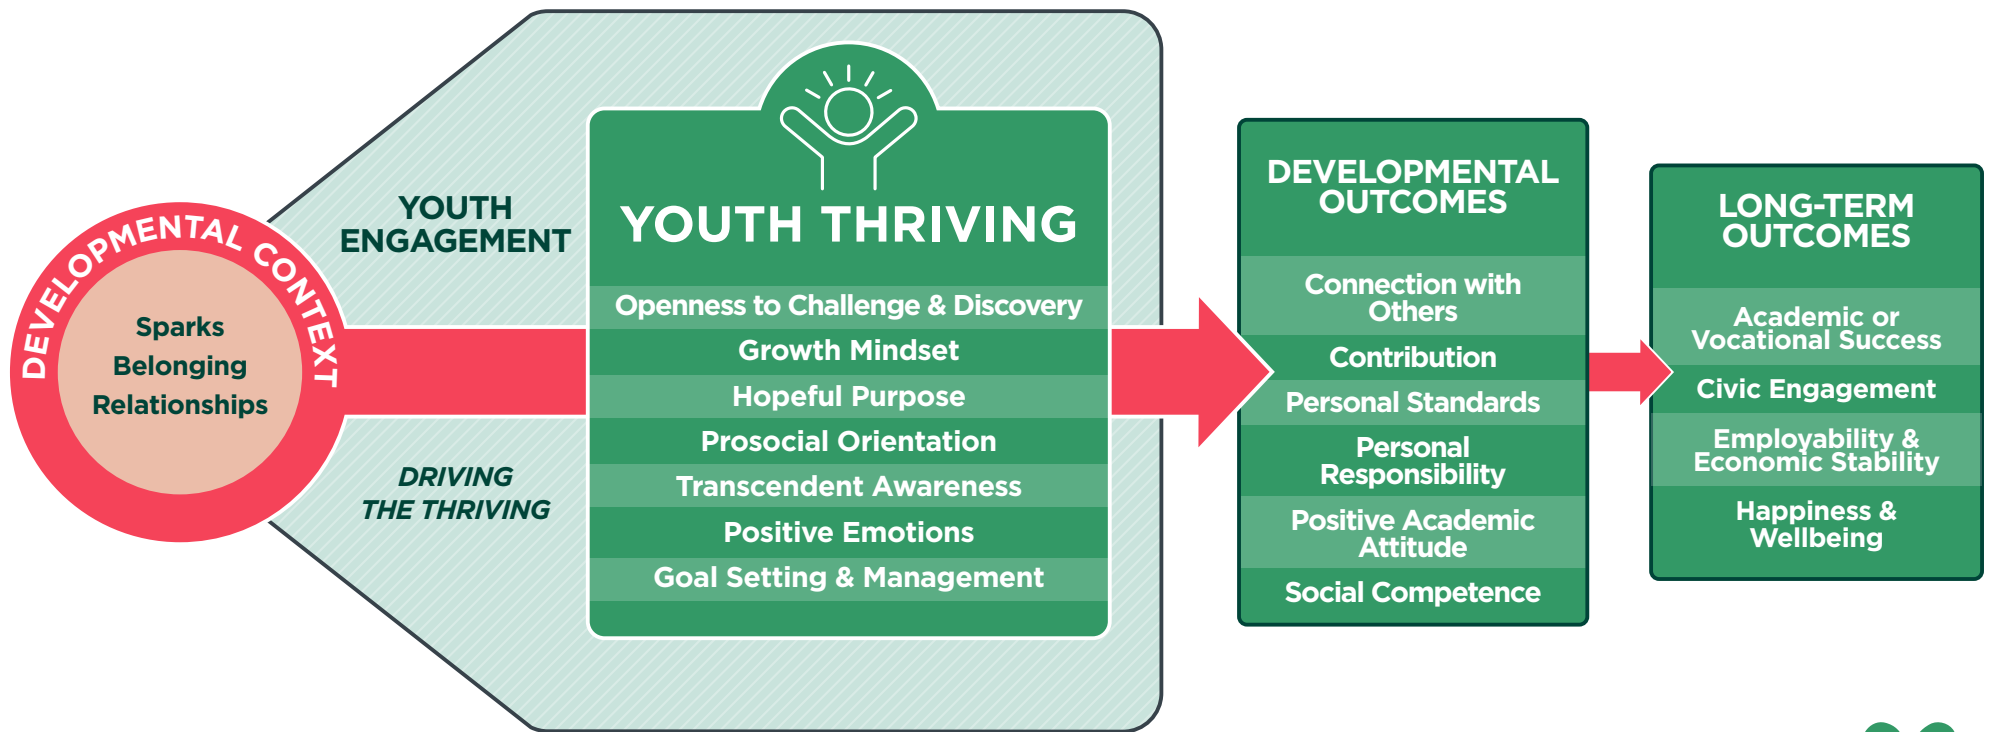 DEVELOPMENTAL CONTEXT
Sparks
Belonging
Relationships
YOUTH
ENGAGEMENT
DRIVING
THE THRIVING
YOUTH THRIVING
Openness to Challenge & Discovery
Growth Mindset
Hopeful Purpose
Prosocial Orientation
Transcendent Awareness
Positive Emotions
Goal Setting & Management
DEVELOPMENTAL
OUTCOMES
Connection with
Others
Contribution
Personal Standards
Personal
Responsibility
Positive Academic
Attitude
Social Competence
LONG-TERM
OUTCOMES
Academic or
Vocational Success
Civic Engagement
Employability &
Economic Stability
Happiness &
Wellbeing